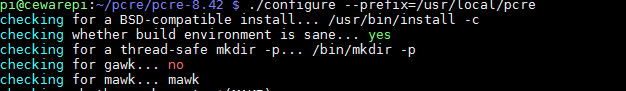 pi@cewarepi:~/pcre/pcre-8.42 $ ./configure --prefix=/usr/local/pcre
checking for a BSD-compatible install... /usr/bin/install -c
checking whether build environment is sane... yes
checking for a thread-safe mkdir -p... /bin/mkdir -p
checking for gawk... no
checking for mawk... mawk